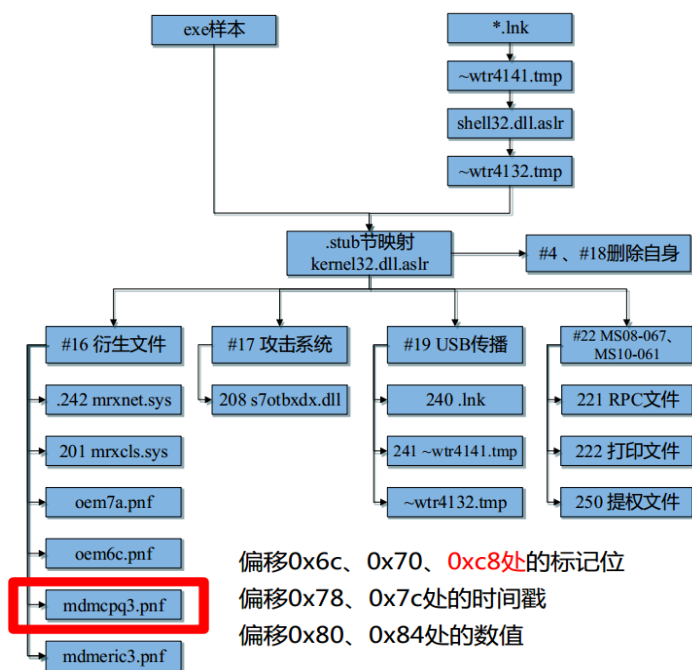 exe样本
*.lnk
~wtr4141.tmp
shell32.dll.aslr
~wtr4132.tmp
.stub节映射
kernel32.dll.aslr
#4 、#18删除自身
#16 衍生文件
.242 mrxnet.sys
201 mrxcls.sys
oem7a.pnf
oem6c.pnf
mdmcpq3.pnf
mdmeric3.pnf
#17 攻击系统
208 s7otbxdx.dll
#19 USB传播
240 .lnk
241 ~wtr4141.tmp
~wtr4132.tmp
#22 MS08-067、
MS10-061
221 RPC文件
222 打印文件
250 提权文件
偏移0x6c、0x70、0xc8处的标记位
偏移0x78、0x7c处的时间戳
偏移0x80、0x84处的数值